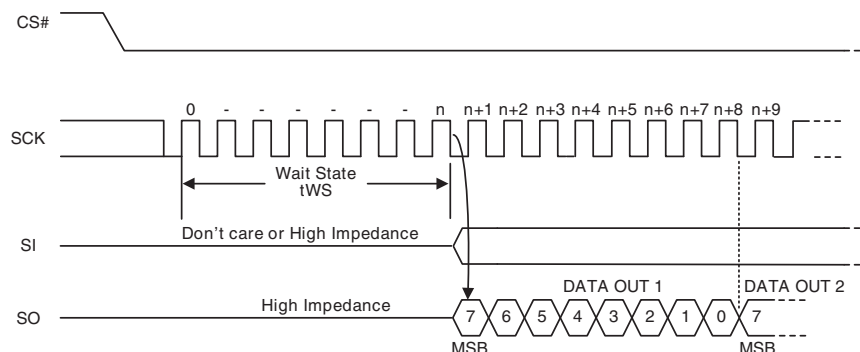 CS#
0 - - - - - - n n+1 n+2 n+3 n+4 n+5 n+6 n+7 n+8 n+9
SCK
Wait State
tWS
Don't care or High Impedance
SI
DATA OUT 1 DATA OUT 2
High Impedance
SO
7 6 5 4 3 2 1 0 7
MSB MSB